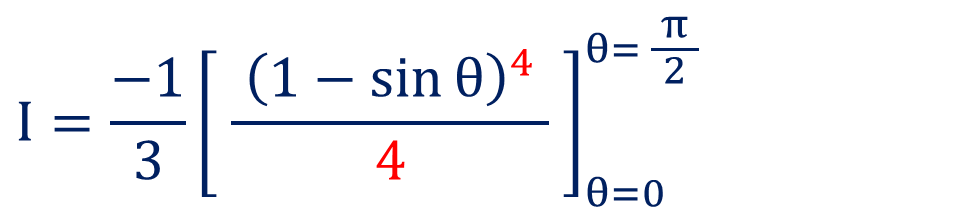 I = -1/3 [ (1 − sin θ)^4 / 4 ]_{θ=0}^{θ= π/2}